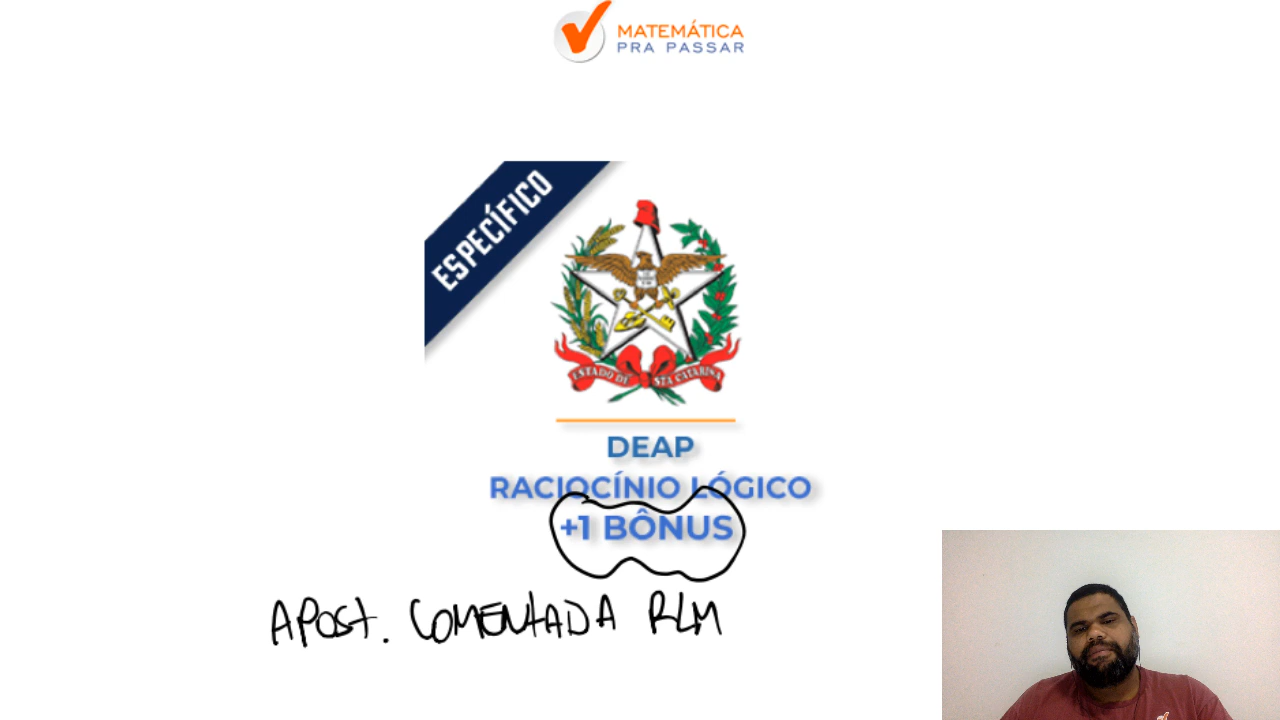 MATEMÁTICA
PRA PASSAR
ESPECÍFICO
ESTADO DE STA CATARINA
DEAP
RACIOCÍNIO LÓGICO
+1 BÔNUS
APOST. COMENTADA RLM